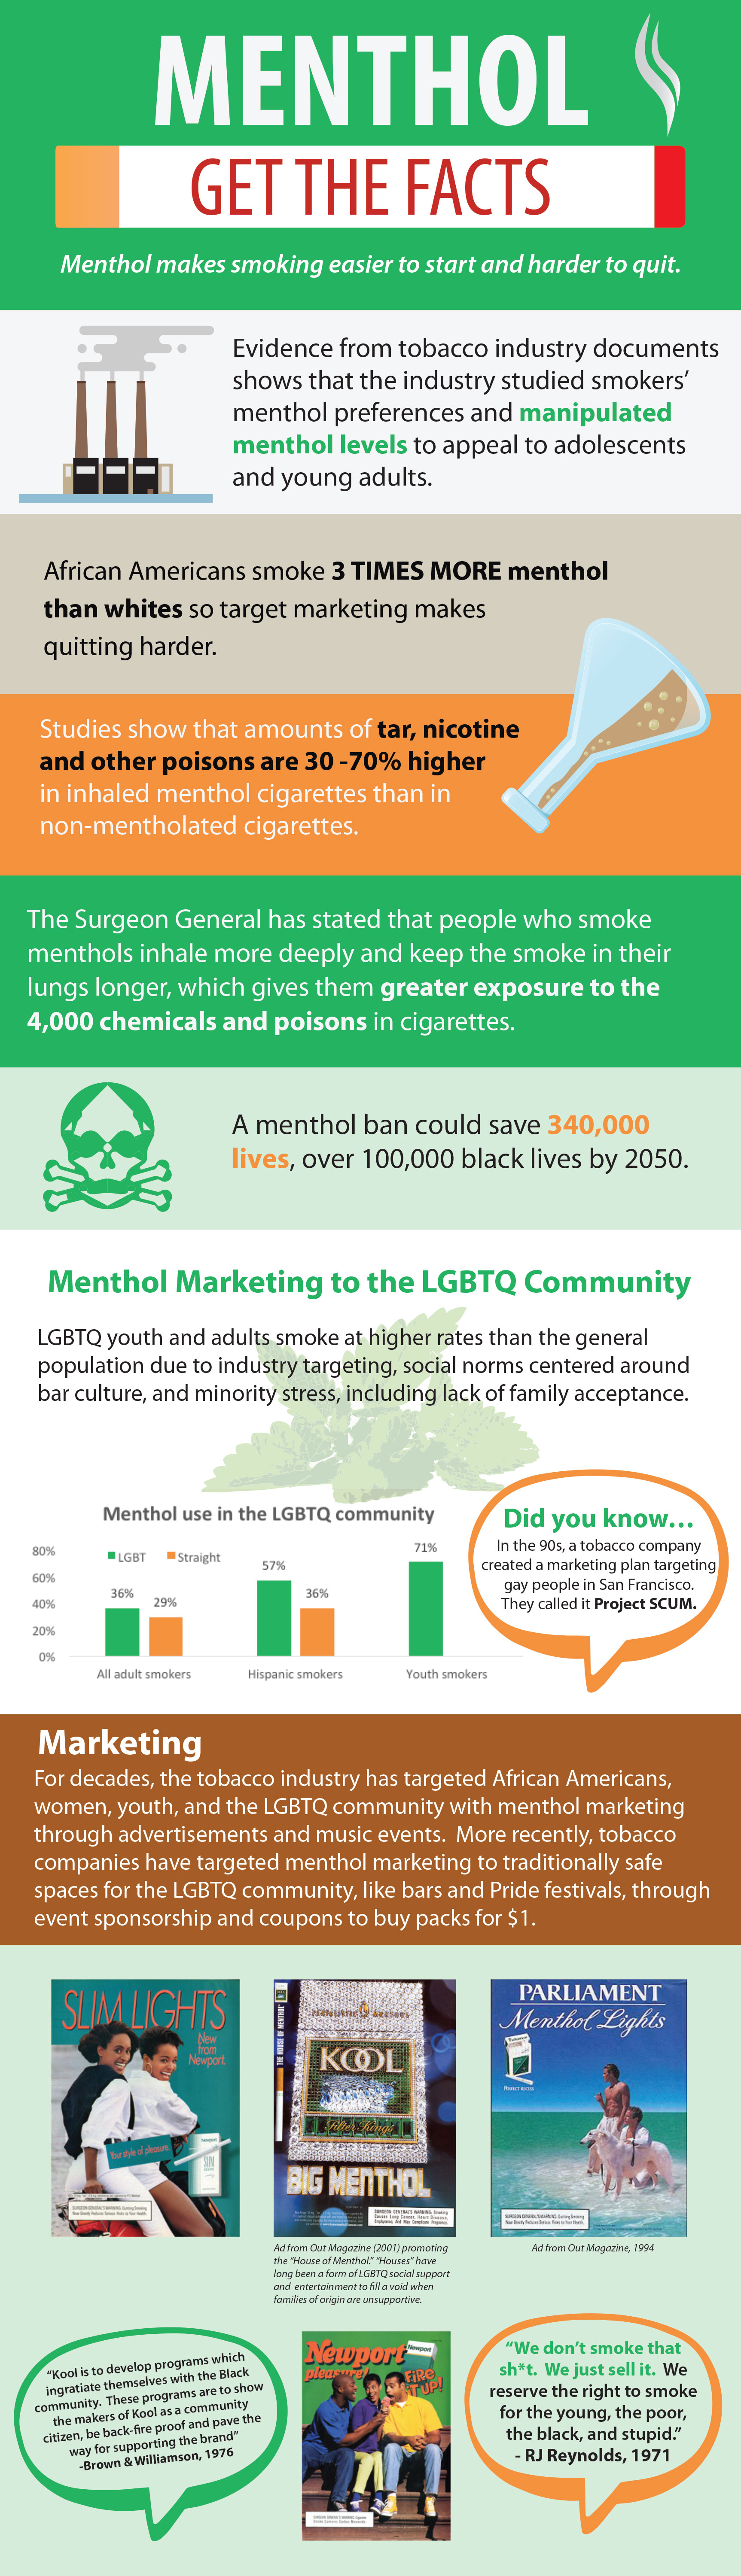 MENTHOL
GET THE FACTS
Menthol makes smoking easier to start and harder to quit.
Evidence from tobacco industry documents
shows that the industry studied smokers’
menthol preferences and manipulated
menthol levels to appeal to adolescents
and young adults.
African Americans smoke 3 TIMES MORE menthol
than whites so target marketing makes
quitting harder.
Studies show that amounts of tar, nicotine
and other poisons are 30 -70% higher
in inhaled menthol cigarettes than in
non-mentholated cigarettes.
The Surgeon General has stated that people who smoke
menthols inhale more deeply and keep the smoke in their
lungs longer, which gives them greater exposure to the
4,000 chemicals and poisons in cigarettes.
A menthol ban could save 340,000
lives, over 100,000 black lives by 2050.
Menthol Marketing to the LGBTQ Community
LGBTQ youth and adults smoke at higher rates than the general
population due to industry targeting, social norms centered around
bar culture, and minority stress, including lack of family acceptance.
Menthol use in the LGBTQ community
80%
60%
40%
20%
0%
LGBT
Straight
36%
29%
57%
36%
71%
All adult smokers
Hispanic smokers
Youth smokers
Did you know...
In the 90s, a tobacco company
created a marketing plan targeting
gay people in San Francisco.
They called it Project SCUM.
Marketing
For decades, the tobacco industry has targeted African Americans,
women, youth, and the LGBTQ community with menthol marketing
through advertisements and music events. More recently, tobacco
companies have targeted menthol marketing to traditionally safe
spaces for the LGBTQ community, like bars and Pride festivals, through
event sponsorship and coupons to buy packs for $1.
SLIM LIGHTS
New
from
Newport.
Your style of pleasure
THE HOUSE OF MENTHOL
KOOL
Filter Kings
BIG MENTHOL
SURGEON GENERAL'S WARNING: Smoking
Causes Lung Cancer, Heart Disease,
Emphysema, And May Complicate Pregnancy.
PARLIAMENT
Menthol Lights
PERFECT RECESS
Ad from Out Magazine (2001) promoting
the “House of Menthol.” “Houses” have
long been a form of LGBTQ social support
and entertainment to fill a void when
families of origin are unsupportive.
Ad from Out Magazine, 1994
“Kool is to develop programs which
ingratiate themselves with the Black
community. These programs are to show
the makers of Kool as a community
citizen, be back-fire proof and pave the
way for supporting the brand”
-Brown & Williamson, 1976
Newport
pleasure!
Newport
FIRE
IT UP!
“We don’t smoke that
sh*t. We just sell it. We
reserve the right to smoke
for the young, the poor,
the black, and stupid.”
- RJ Reynolds, 1971